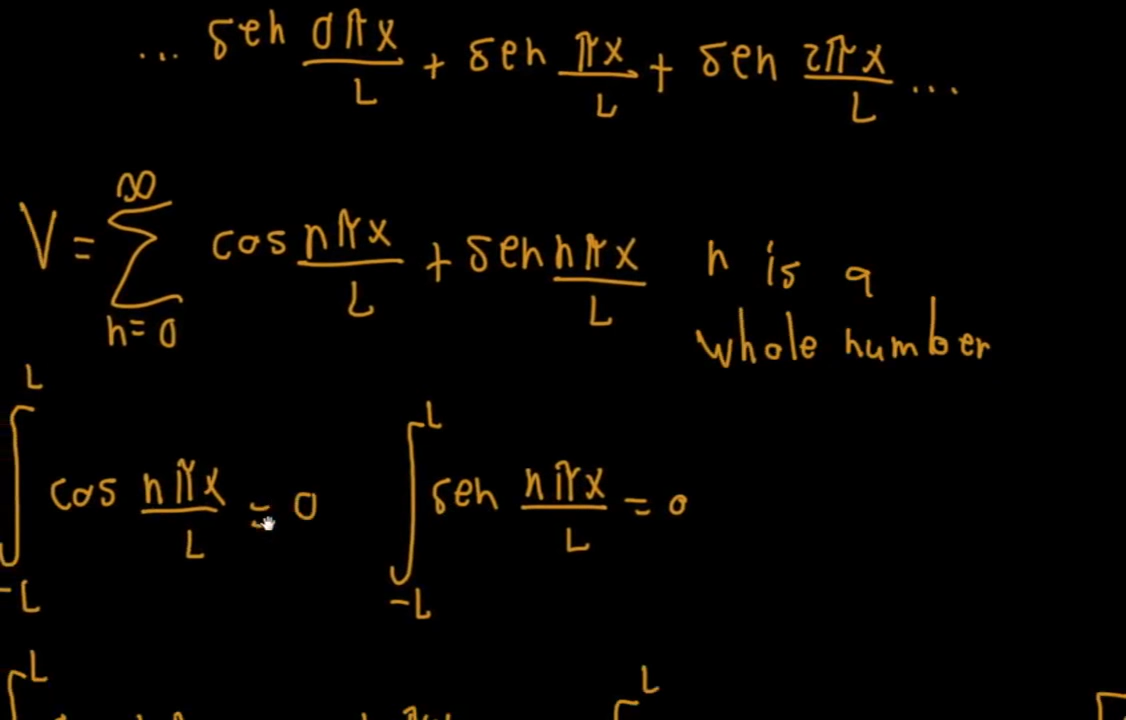 ... sen 0πx/L + sen πx/L + sen 2πx/L ...
V = ∑_{n=0}^{∞} cos nπx/L + sen nπx/L n is a whole number
∫_{-L}^{L} cos nπx/L = 0 ∫_{-L}^{L} sen nπx/L = 0
L L